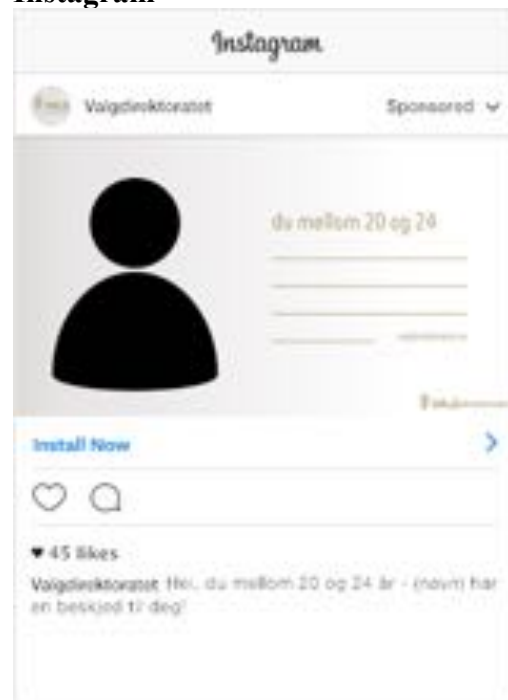 Instagram
Instagram
Valgdirektoratet
Sponsored
du mellom 20 og 24
Install Now
45 likes
Valgdirektoratet Hei, du mellom 20 og 24 år - (navn) har
en beskjed til deg!